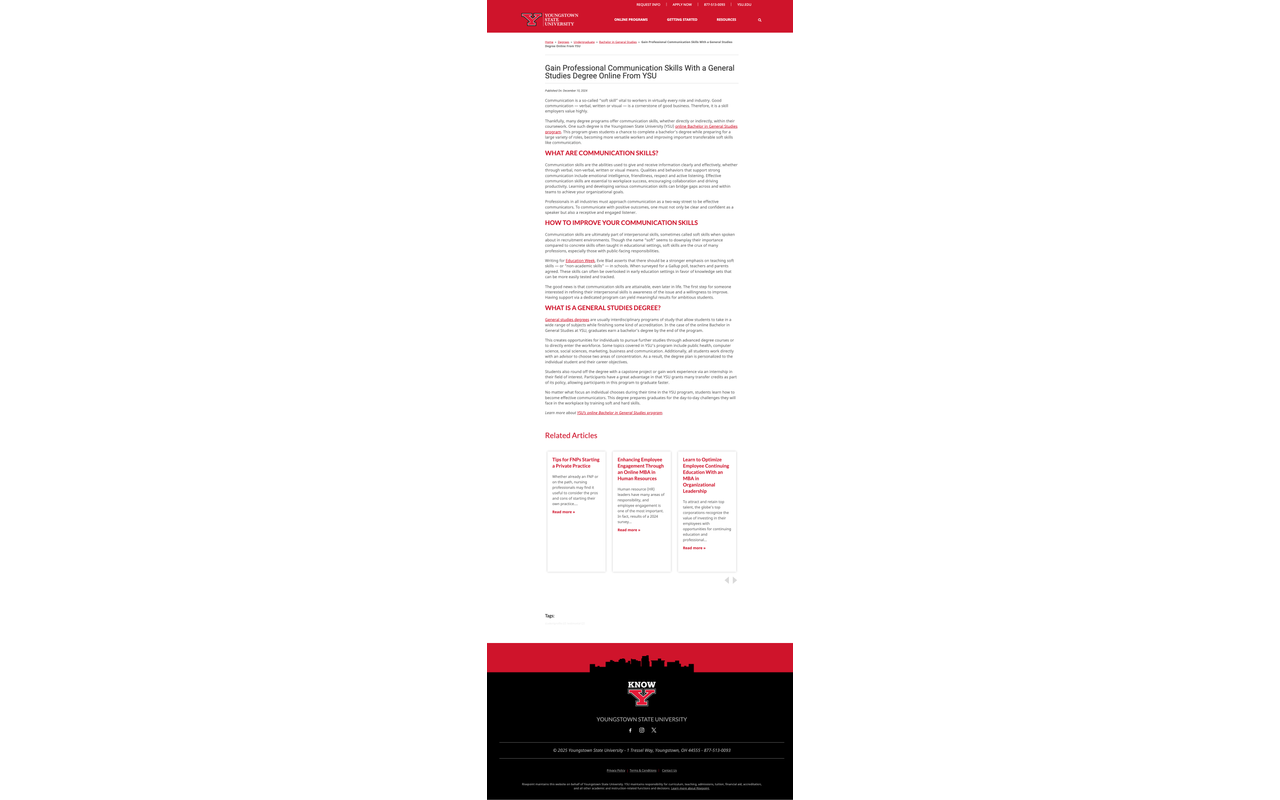 REQUEST INFO | APPLY NOW | 877-513-0093 | YSU.EDU
YOUNGSTOWN
STATE
UNIVERSITY
ONLINE PROGRAMS GETTING STARTED RESOURCES
Home » Degrees » Undergraduate » Bachelor in General Studies » Gain Professional Communication Skills With a General Studies
Degree Online From YSU
Gain Professional Communication Skills With a General
Studies Degree Online From YSU
Communication is a so-called "soft skill" vital to workers in virtually every role and industry. Good
communication — verbal, written or visual — is a cornerstone of good business. Therefore, it is a skill
employers value highly.
Thankfully, many degree programs offer communication skills, whether directly or indirectly, within their
coursework. One such degree is the Youngstown State University (YSU) online Bachelor in General Studies
program. This program gives students a chance to complete a bachelor's degree while preparing for a
large variety of roles, becoming more versatile workers and improving important transferable soft skills
like communication.
WHAT ARE COMMUNICATION SKILLS?
Communication skills are the abilities used to give and receive information clearly and effectively, whether
through verbal, non-verbal, written or visual means. Qualities and behaviors that support strong
communication include emotional intelligence, friendliness, respect and active listening. Effective
communication skills are essential to workplace success, encouraging collaboration and driving
productivity. Learning and developing various communication skills can bridge gaps across and within
teams to achieve your organizational goals.
Professionals in all industries must approach communication as a two-way street to be effective
communicators. To communicate with positive outcomes, one must not only be clear and confident as a
speaker but also a receptive and engaged listener.
HOW TO IMPROVE YOUR COMMUNICATION SKILLS
Communication skills are ultimately part of interpersonal skills, sometimes called soft skills when spoken
about in recruitment environments. Though the name "soft" seems to downplay their importance
compared to concrete skills often taught in educational settings, soft skills are the crux of many
professions, especially those with public-facing responsibilities.
Writing for Education Week, Evie Blad asserts that there should be a stronger emphasis on teaching soft
skills — or "non-academic skills" — in schools. When surveyed for a Gallup poll, teachers and parents
agreed. These skills can often be overlooked in early education settings in favor of knowledge sets that
can be more easily tested and tracked.
The good news is that communication skills are attainable, even later in life. The first step for someone
interested in refining their interpersonal skills is awareness of the issue and a willingness to improve.
Having support via a dedicated program can yield meaningful results for ambitious students.
WHAT IS A GENERAL STUDIES DEGREE?
General studies degrees are usually interdisciplinary programs of study that allow students to take in a
wide range of subjects while finishing some kind of accreditation. In the case of the online Bachelor in
General Studies at YSU, graduates earn a bachelor's degree by the end of the program.
This creates opportunities for individuals to pursue further studies through advanced degree courses or
to directly enter the workforce. Some topics covered in YSU's program include public health, computer
science, social sciences, marketing, business and communication. Additionally, all students work directly
with an advisor to choose two areas of concentration. As a result, the degree plan is personalized to the
individual student and their career objectives.
Students also round off the degree with a capstone project or gain work experience via an internship in
their field of interest. Participants have a great advantage in that YSU grants many transfer credits as part
of its policy, allowing participants in this program to graduate faster.
No matter what focus an individual chooses during their time in the YSU program, students learn how to
become effective communicators. This degree prepares graduates for the day-to-day challenges they will
face in the workplace by training soft and hard skills.
Learn more about YSU's online Bachelor in General Studies program.
Related Articles
Tips for FNPs Starting
a Private Practice
Whether already an FNP or
on the path, nursing
professionals may find it
useful to consider the pros
and cons of starting their
own practice....
Read more »
Enhancing Employee
Engagement Through
an Online MBA in
Human Resources
Human resource (HR)
leaders have many areas of
responsibility, and
employee engagement is
one of the most important.
In fact, results of a 2024
survey...
Read more »
Learn to Optimize
Employee Continuing
Education With an
MBA in
Organizational
Leadership
To attract and retain top
talent, the global's top
corporations recognize the
value of investing in their
employees with
opportunities for continuing
education and
professional...
Read more »
Tags:
KNOW
Y
YOUNGSTOWN STATE UNIVERSITY
© 2025 Youngstown State University - 1 Tressel Way, Youngstown, OH 44555 - 877-513-0093
Privacy Policy - Terms & Conditions - Contact Us